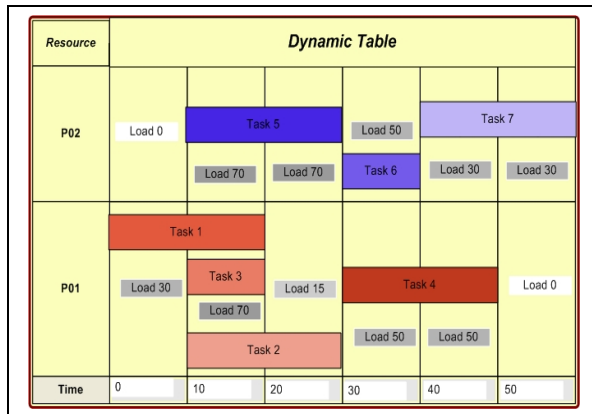 Resource
Dynamic Table
P02
Load 0
Task 5
Load 50
Task 7
Load 70
Load 70
Task 6
Load 30
Load 30
P01
Task 1
Load 30
Task 3
Load 15
Task 4
Load 0
Load 70
Task 2
Load 50
Load 50
Time
0
10
20
30
40
50